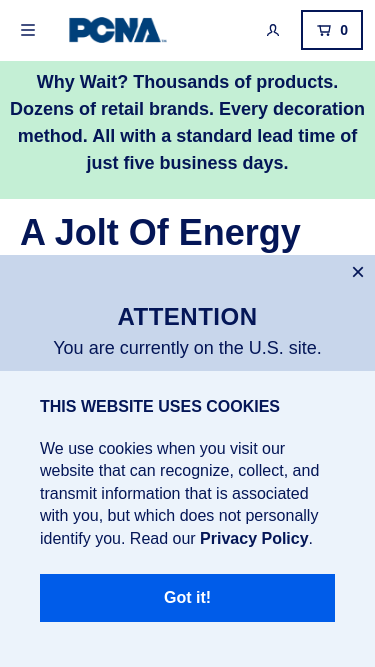 PCNA
0
Why Wait? Thousands of products.
Dozens of retail brands. Every decoration
method. All with a standard lead time of
just five business days.
A Jolt Of Energy
ATTENTION
You are currently on the U.S. site.
THIS WEBSITE USES COOKIES
We use cookies when you visit our
website that can recognize, collect, and
transmit information that is associated
with you, but which does not personally
identify you. Read our Privacy Policy.
Got it!